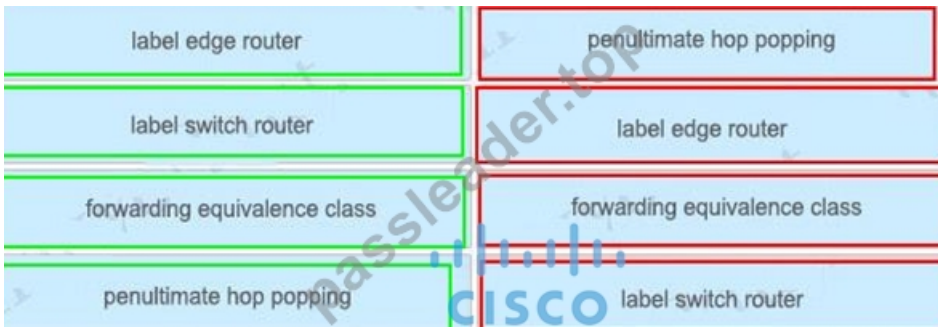 label edge router
penultimate hop popping
label switch router
label edge router
forwarding equivalence class
forwarding equivalence class
penultimate hop popping
label switch router
passleader.top
CISCO